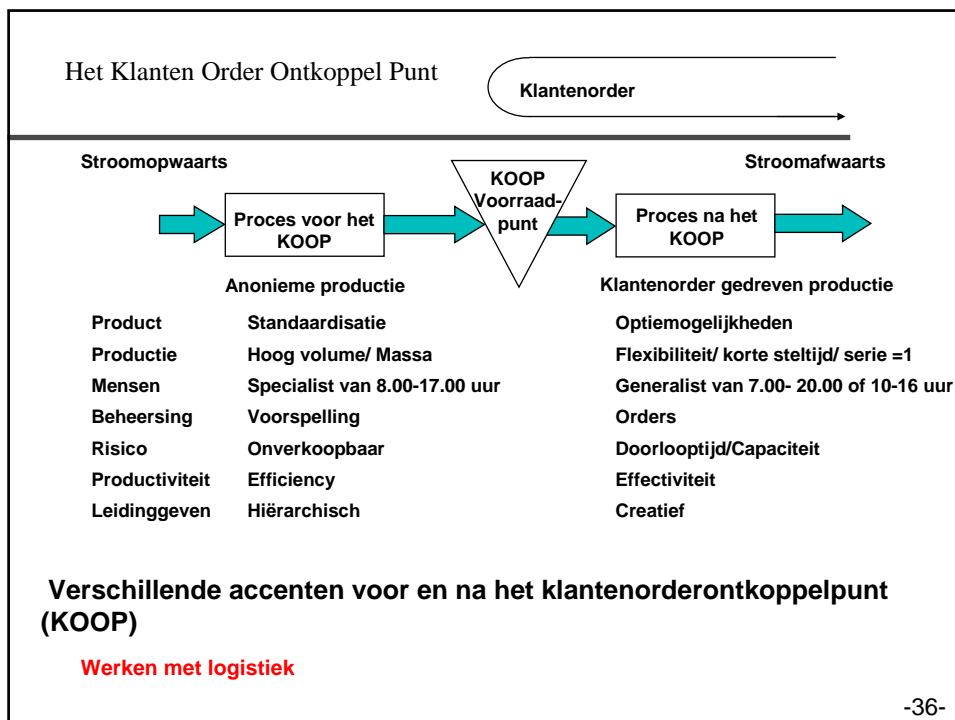 Het Klanten Order Ontkoppel Punt
Klantenorder
Stroomopwaarts
Stroomafwaarts
Proces voor het
KOOP
KOOP
Voorraad-
punt
Proces na het
KOOP
Anonieme productie
Klantenorder gedreven productie
Product Standaardisatie Optiemogelijkheden
Productie Hoog volume/ Massa Flexibiliteit/ korte steltijd/ serie =1
Mensen Specialist van 8.00-17.00 uur Generalist van 7.00- 20.00 of 10-16 uur
Beheersing Voorspelling Orders
Risico Onverkoopbaar Doorlooptijd/Capaciteit
Productiviteit Efficiency Effectiviteit
Leidinggeven Hiërarchisch Creatief
Verschillende accenten voor en na het klantenorderontkoppelpunt
(KOOP)
Werken met logistiek
-36-